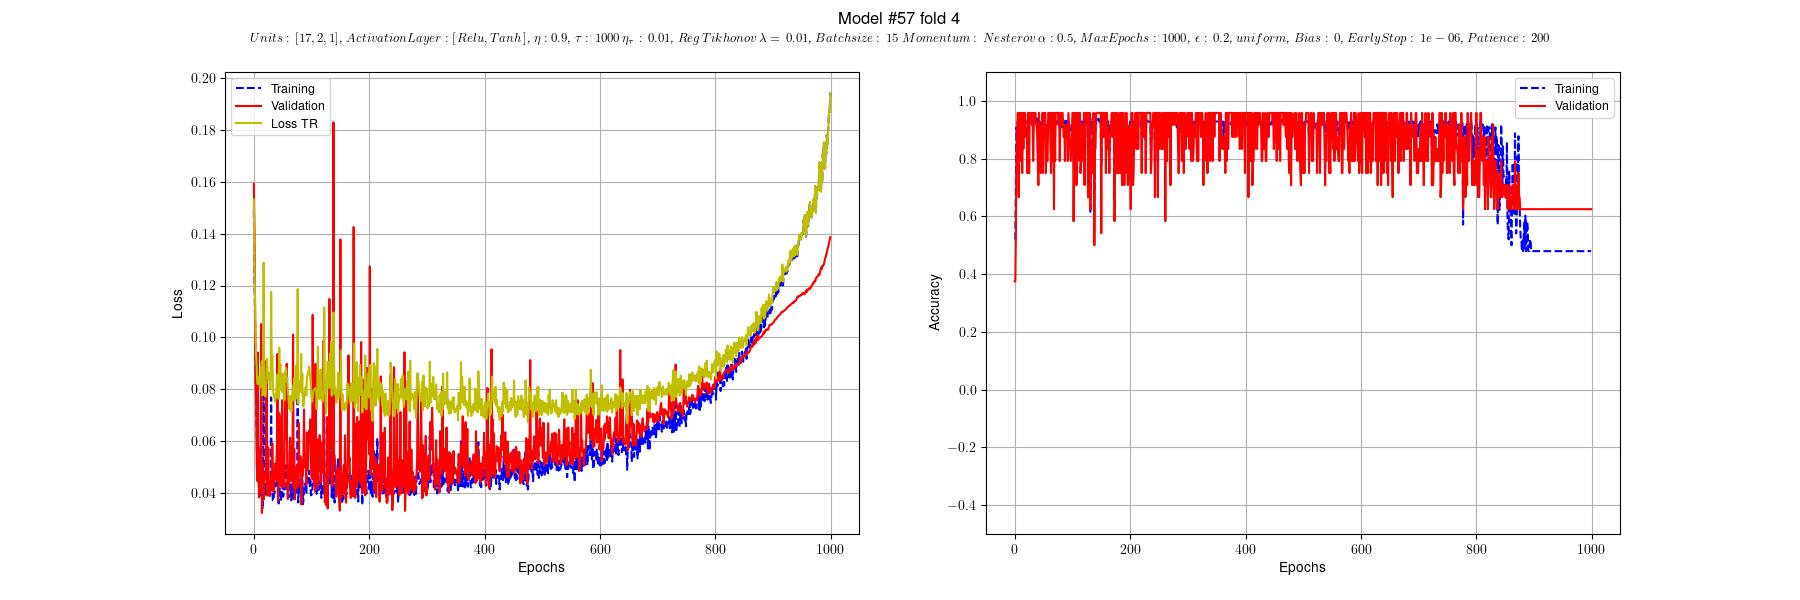 Model #57 fold 4
Units : [17, 2, 1], ActivationLayer : [Relu, Tanh], η : 0.9, τ : 1000 η_τ : 0.01, Reg Tikhonov λ = 0.01, Batchsize : 15 Momentum : Nesterov α : 0.5, MaxEpochs : 1000, ϵ : 0.2, uniform, Bias : 0, EarlyStop : 1e − 06, Patience : 200
0.20
0.18
0.16
0.14
0.12
0.10
0.08
0.06
0.04
Loss
Training
Validation
Loss TR
0 200 400 600 800 1000
Epochs
1.0
0.8
0.6
0.4
0.2
0.0
−0.2
−0.4
Accuracy
Training
Validation
0 200 400 600 800 1000
Epochs